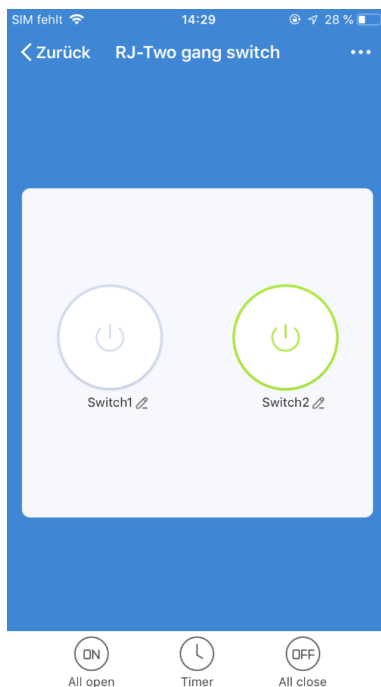 SIM fehlt 14:29 28 %
Zurück RJ-Two gang switch
Switch1 Switch2
ON OFF
All open Timer All close